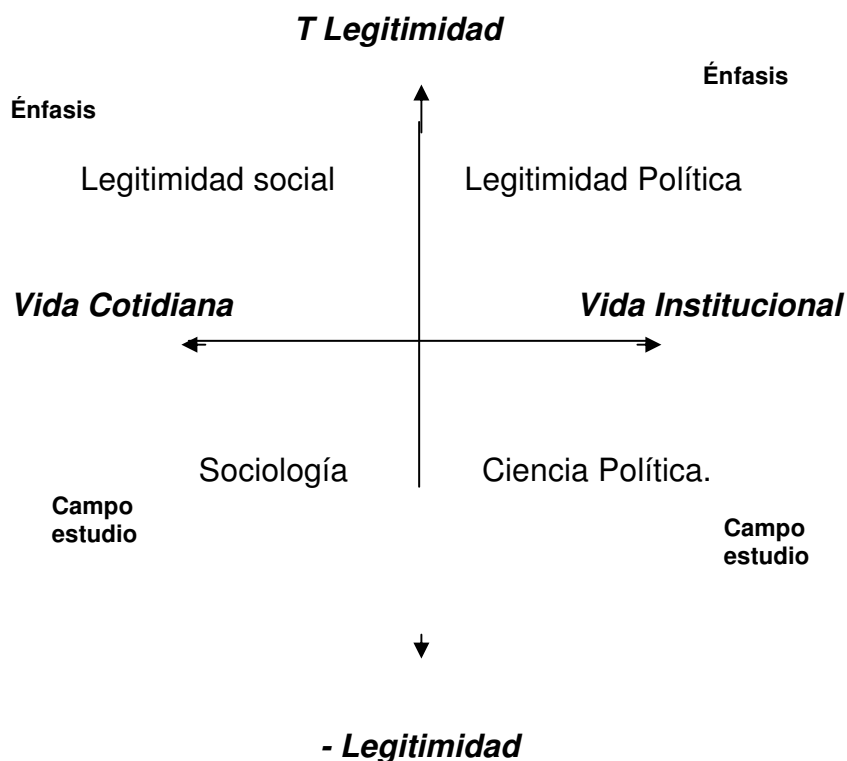 T Legitimidad
Énfasis
Énfasis
Legitimidad social
Legitimidad Política
Vida Cotidiana
Vida Institucional
Sociología
Ciencia Política.
Campo
estudio
Campo
estudio
- Legitimidad